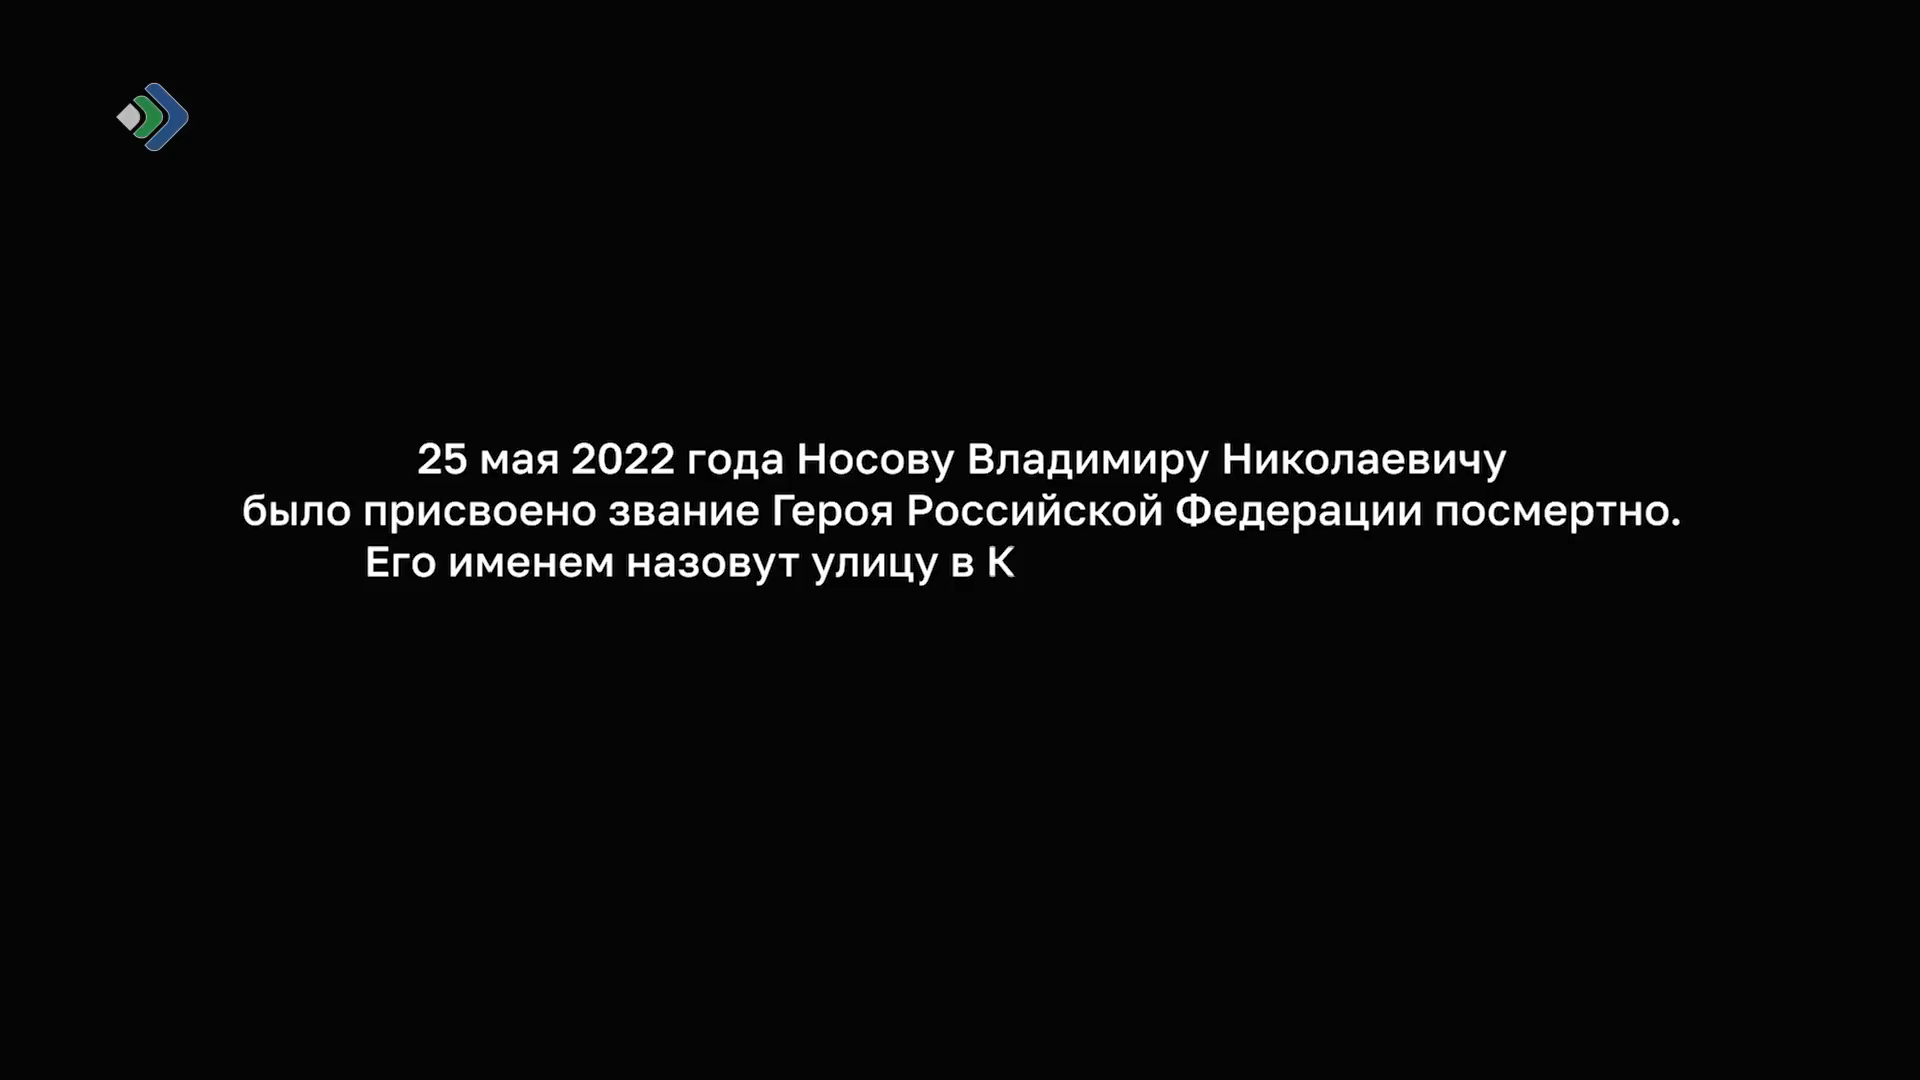 25 мая 2022 года Носову Владимиру Николаевичу
было присвоено звание Героя Российской Федерации посмертно.
Его именем назовут улицу в К